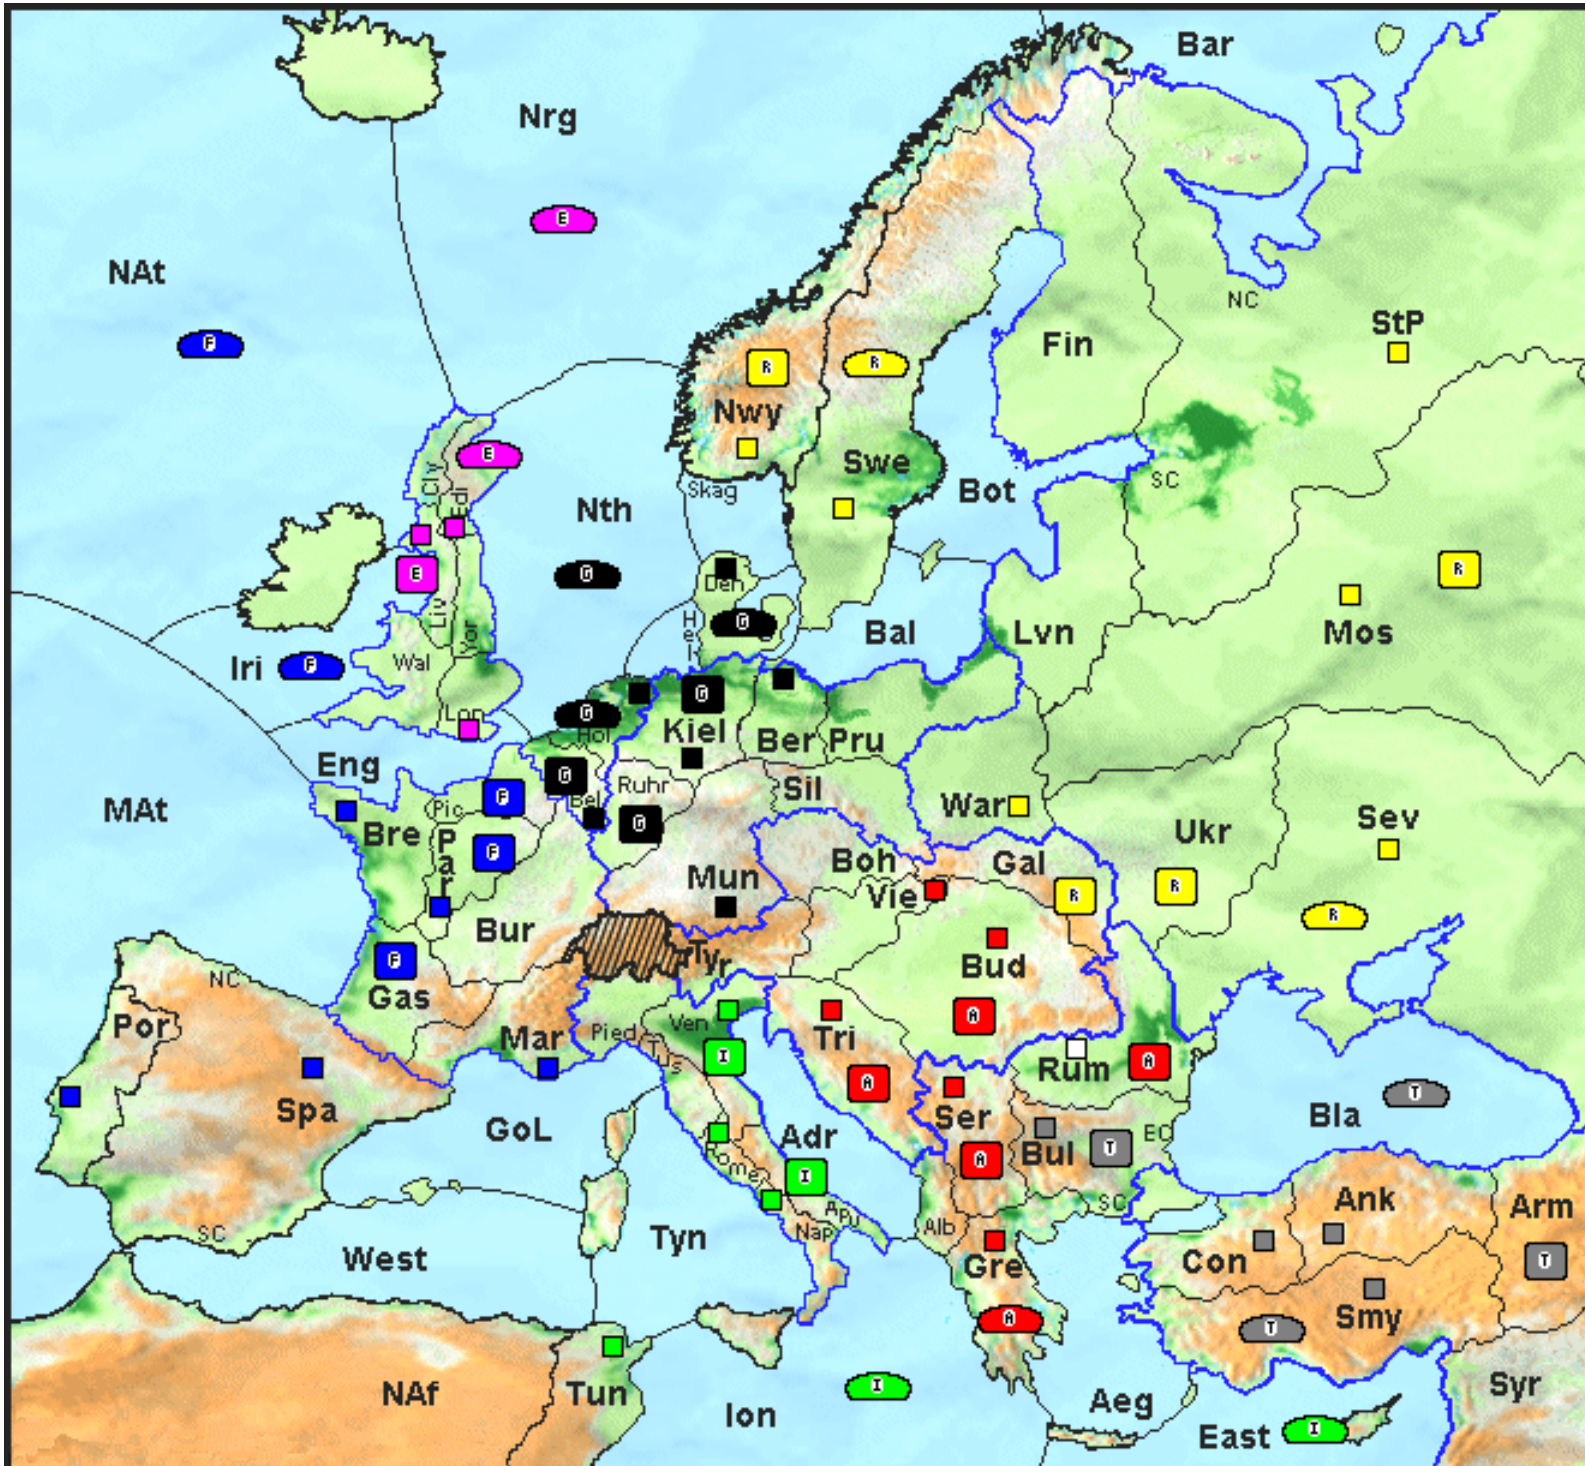 Bar
Nrg
E
NAt
F
NC
StP
Fin
R
R
Nwy
E
Cly
Edi
Swe
SC
Skag
Bot
Nth
R
E
G
Den
Hel
G
Liv
Yor
Bal
Lvn
Mos
Iri
F
Wal
G
G
Lon
Hol
Kiel
Ber
Pru
Eng
G
Ruhr
Sil
F
Pic
Bel
War
MAt
Bre
Par
F
G
Ukr
Sev
Boh
Gal
Mun
Vie
R
R
R
Bur
F
Gas
Tyr
Bud
NC
Por
Mar
Pied
Ven
Tus
I
Tri
A
Rum
A
A
Ser
Spa
GoL
Adr
Bla
T
Bul
EC
T
A
Rome
I
SC
Ank
Arm
SC
West
Tyn
Apu
Nap
Alb
Gre
Con
T
Smy
T
A
NAf
Tun
Ion
I
Aeg
East
I
Syr